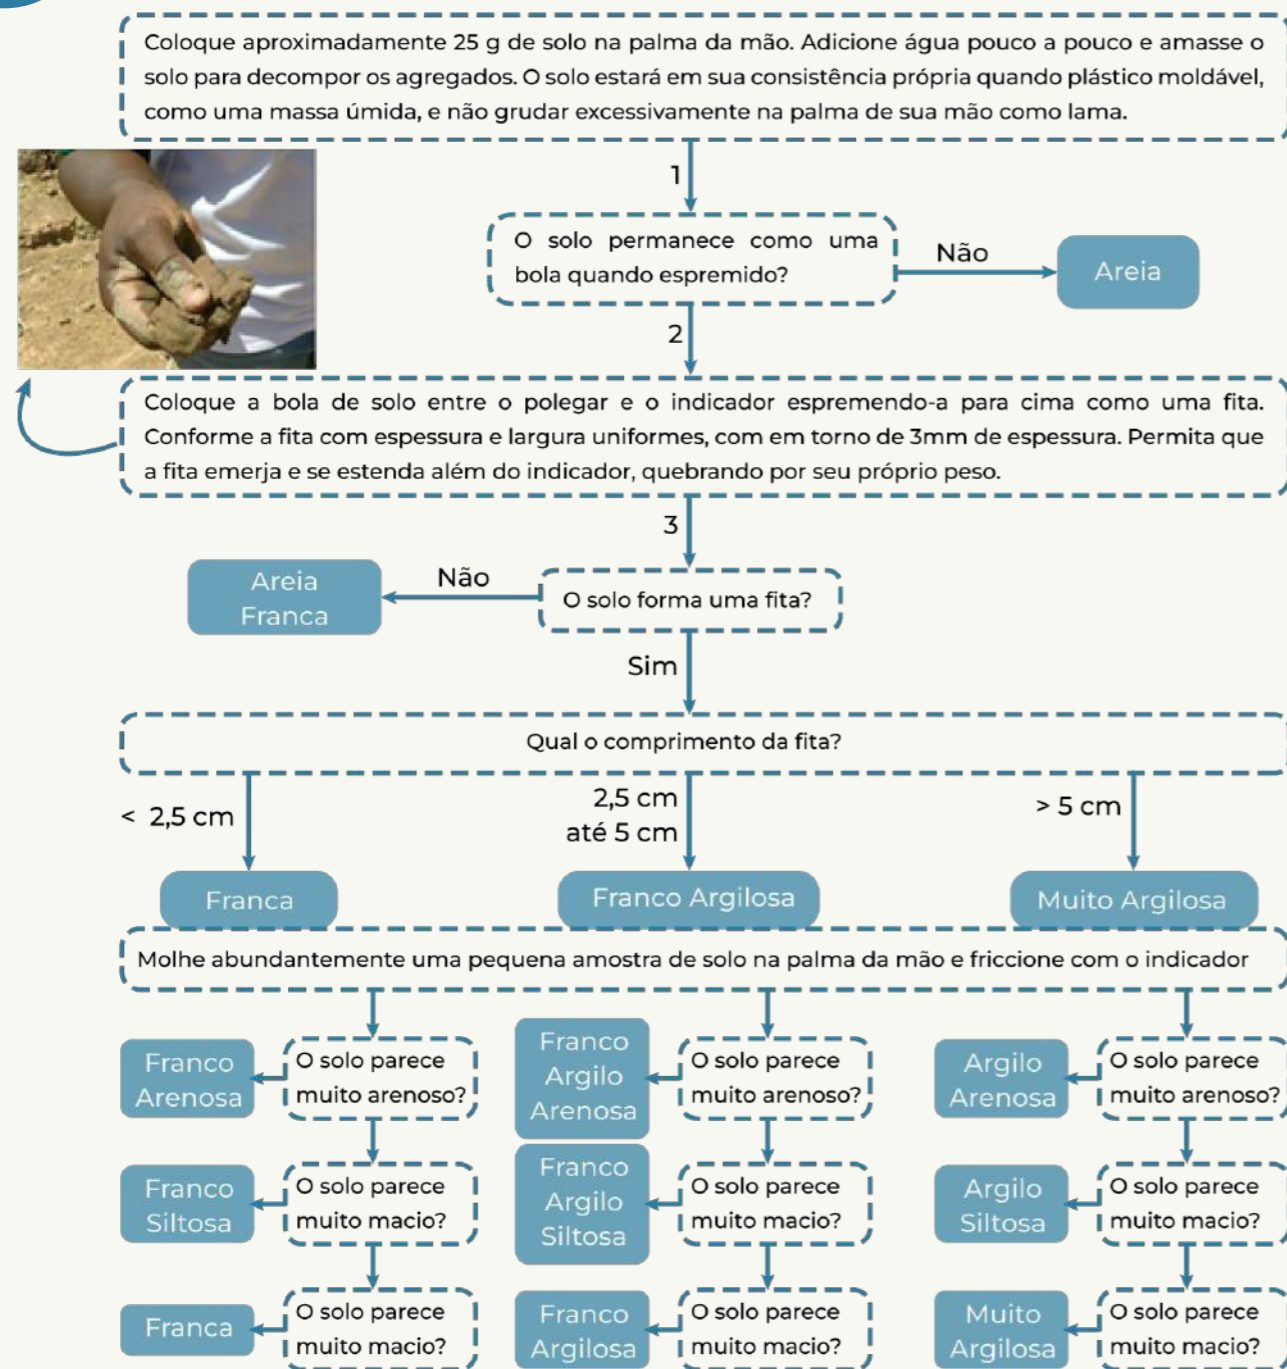 Coloque aproximadamente 25 g de solo na palma da mão. Adicione água pouco a pouco e amasse o
solo para decompor os agregados. O solo estará em sua consistência própria quando plástico moldável,
como uma massa úmida, e não grudar excessivamente na palma de sua mão como lama.
1
O solo permanece como uma
bola quando espremido?
Não
Areia
2
Coloque a bola de solo entre o polegar e o indicador espremendo-a para cima como uma fita.
Conforme a fita com espessura e largura uniformes, com em torno de 3mm de espessura. Permita que
a fita emerja e se estenda além do indicador, quebrando por seu próprio peso.
3
O solo forma uma fita?
Não
Areia
Franca
Sim
Qual o comprimento da fita?
< 2,5 cm
2,5 cm
até 5 cm
> 5 cm
Franca
Franco Argilosa
Muito Argilosa
Molhe abundantemente uma pequena amostra de solo na palma da mão e friccione com o indicador
Franco
Arenosa
O solo parece
muito arenoso?
Franco
Argilo
Arenosa
O solo parece
muito arenoso?
Argilo
Arenosa
O solo parece
muito arenoso?
Franco
Siltosa
O solo parece
muito macio?
Franco
Argilo
Siltosa
O solo parece
muito macio?
Argilo
Siltosa
O solo parece
muito macio?
Franca
O solo parece
muito macio?
Franco
Argilosa
O solo parece
muito macio?
Muito
Argilosa
O solo parece
muito macio?